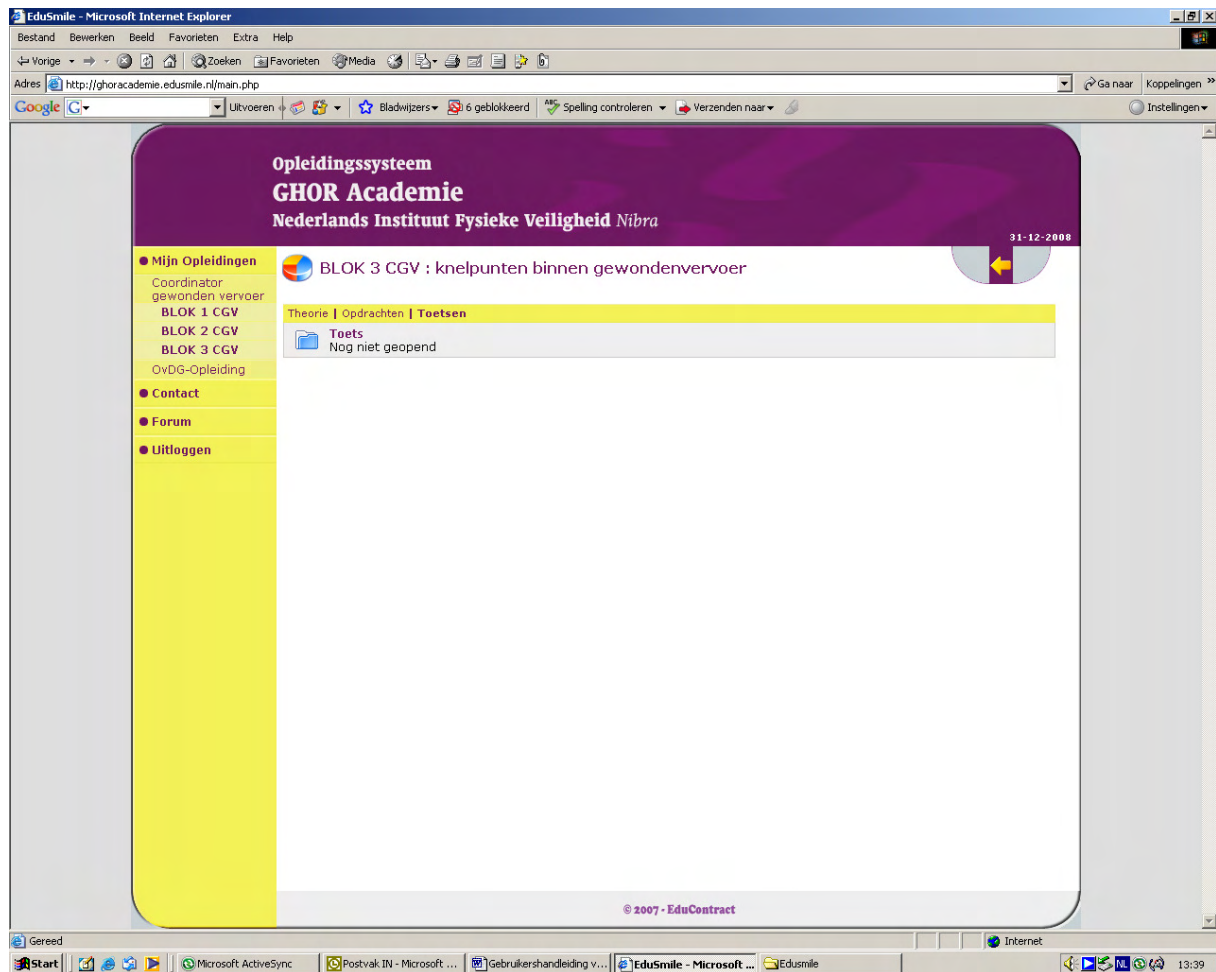 EduSmile - Microsoft Internet Explorer
Bestand Bewerken Beeld Favorieten Extra Help
Vorige Zoeken Favorieten Media
Adres http://ghoracademie.edusmile.nl/main.php Ga naar Koppelingen »
Google G Uitvoeren Bladwijzers 6 geblokkeerd ABC Spelling controleren Verzenden naar Instellingen
Opleidingssysteem
GHOR Academie
Nederlands Instituut Fysieke Veiligheid Nibra
31-12-2008
Mijn Opleidingen
Coordinator
gewonden vervoer
BLOK 1 CGV
BLOK 2 CGV
BLOK 3 CGV
OvDG-Opleiding
Contact
Forum
Uitloggen
BLOK 3 CGV : knelpunten binnen gewondenvervoer
Theorie | Opdrachten | Toetsen
Toets
Nog niet geopend
© 2007 - EduContract
Gereed Internet
Start Microsoft ActiveSync Postvak IN - Microsoft ... Gebruikershandleiding v... EduSmile - Microsoft ... Edusmile NL 13:39